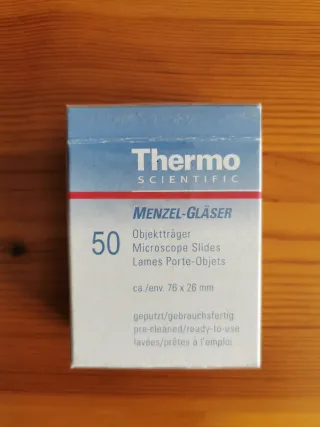 Thermo
SCIENTIFIC
MENZEL-GLÄSER
50
Objektträger
Microscope Slides
Lames Porte-Objets
ca./env. 76 x 26 mm
geputzt/gebrauchsfertig
pre-cleaned/ready-to-use
lavées/prêtes à l'emploi